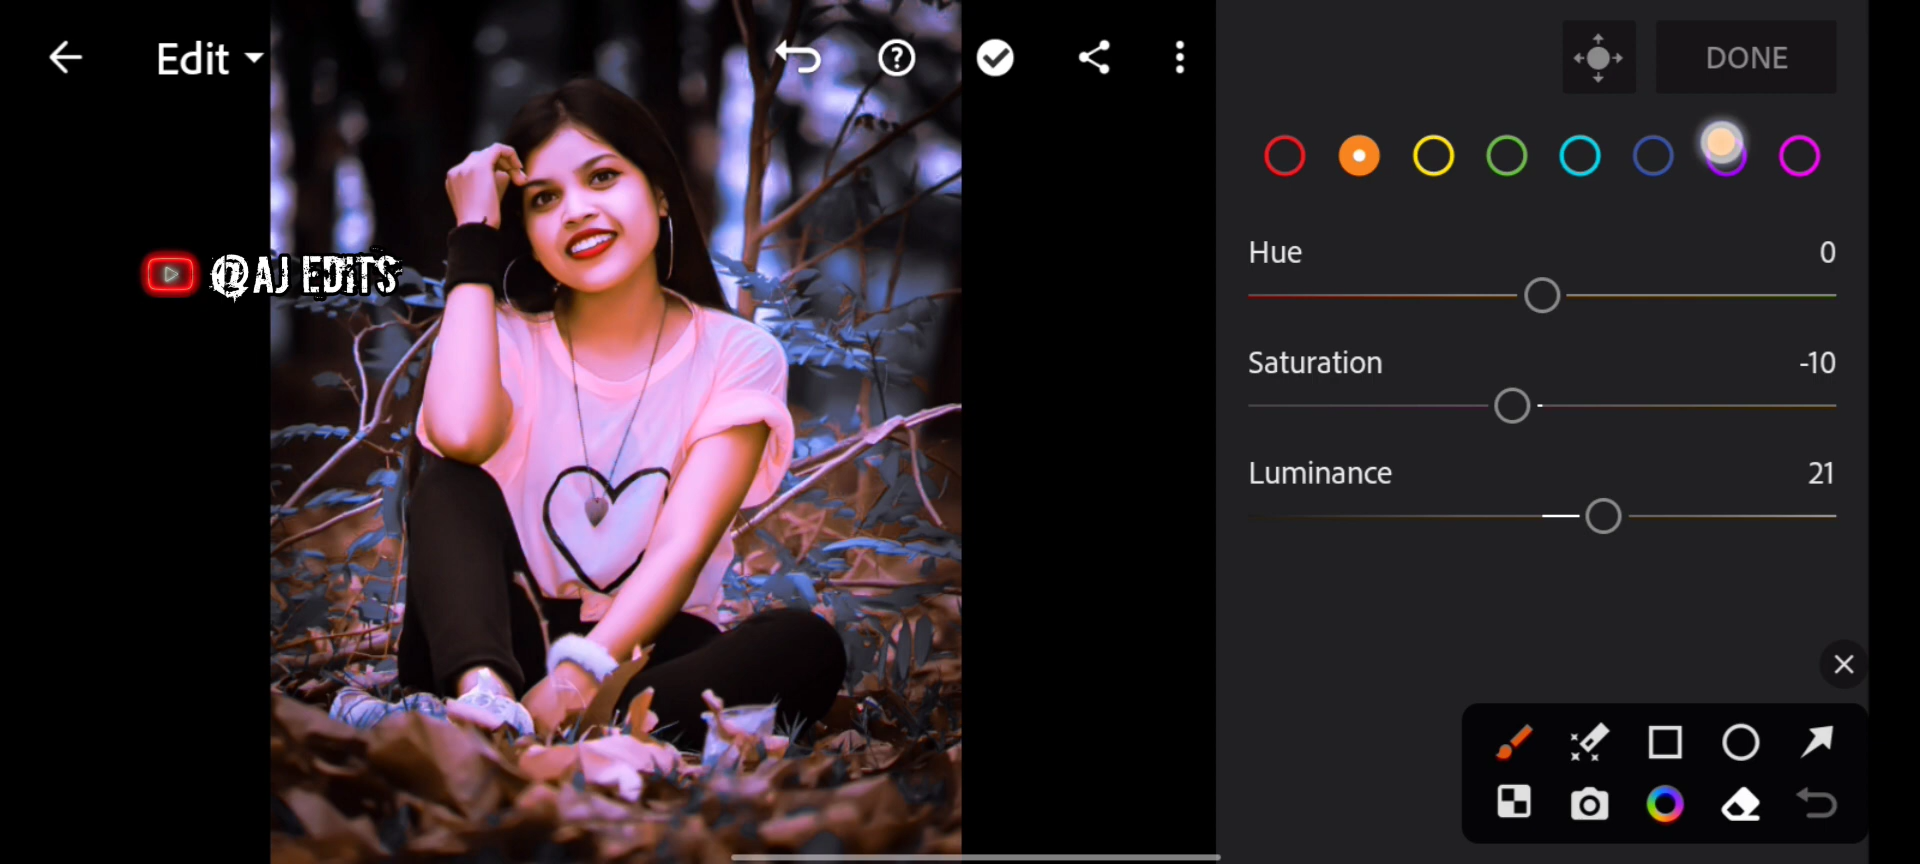 Edit
DONE
@AJ EDITS
Hue 0
Saturation -10
Luminance 21